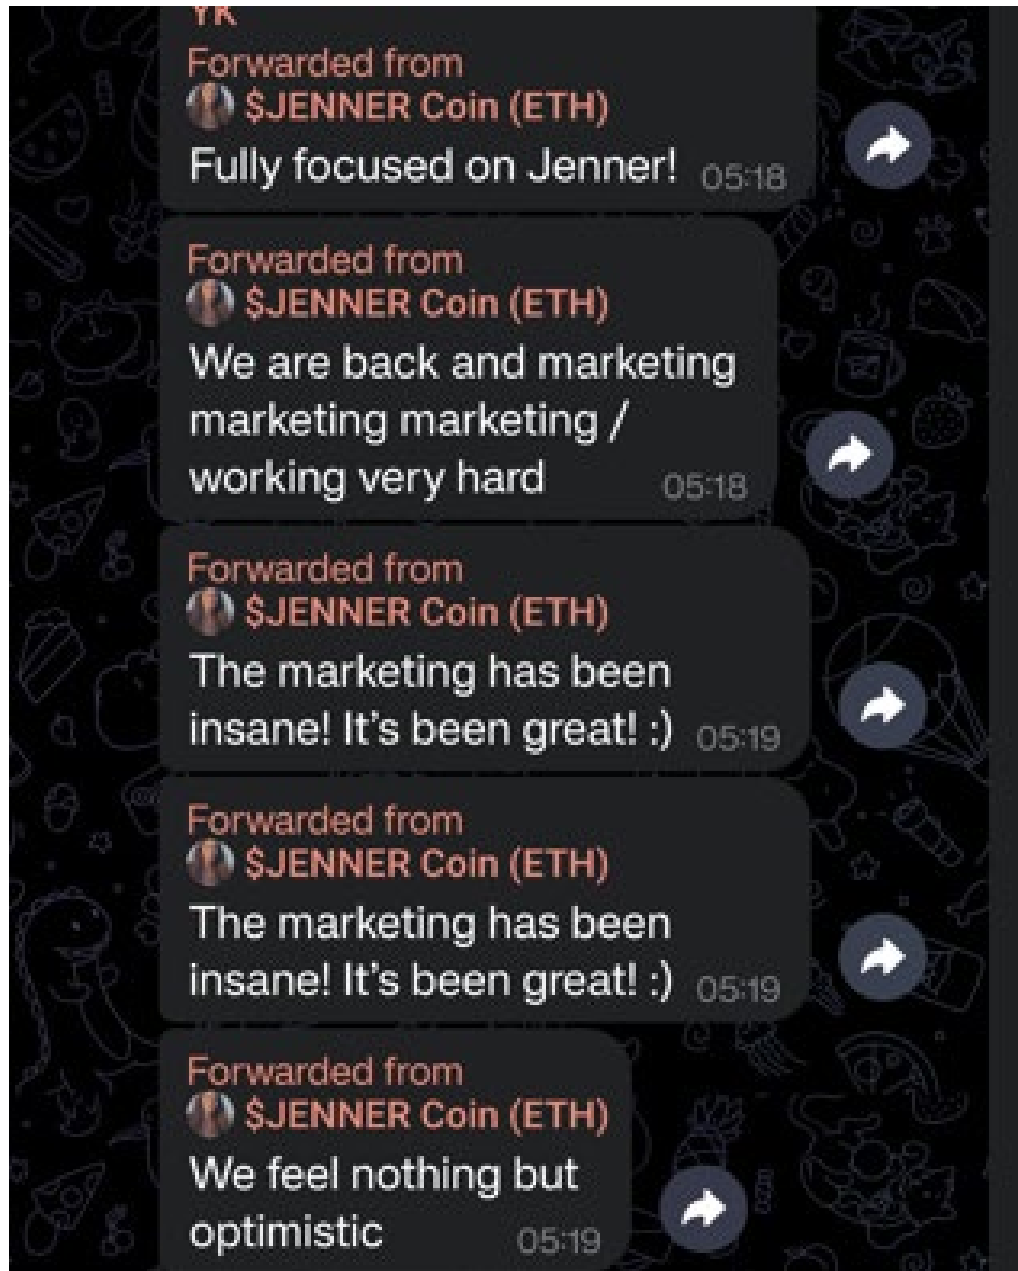 YK
Forwarded from
$JENNER Coin (ETH)
Fully focused on Jenner! 05:18
Forwarded from
$JENNER Coin (ETH)
We are back and marketing
marketing marketing /
working very hard 05:18
Forwarded from
$JENNER Coin (ETH)
The marketing has been
insane! It's been great! :) 05:19
Forwarded from
$JENNER Coin (ETH)
The marketing has been
insane! It's been great! :) 05:19
Forwarded from
$JENNER Coin (ETH)
We feel nothing but
optimistic 05:19